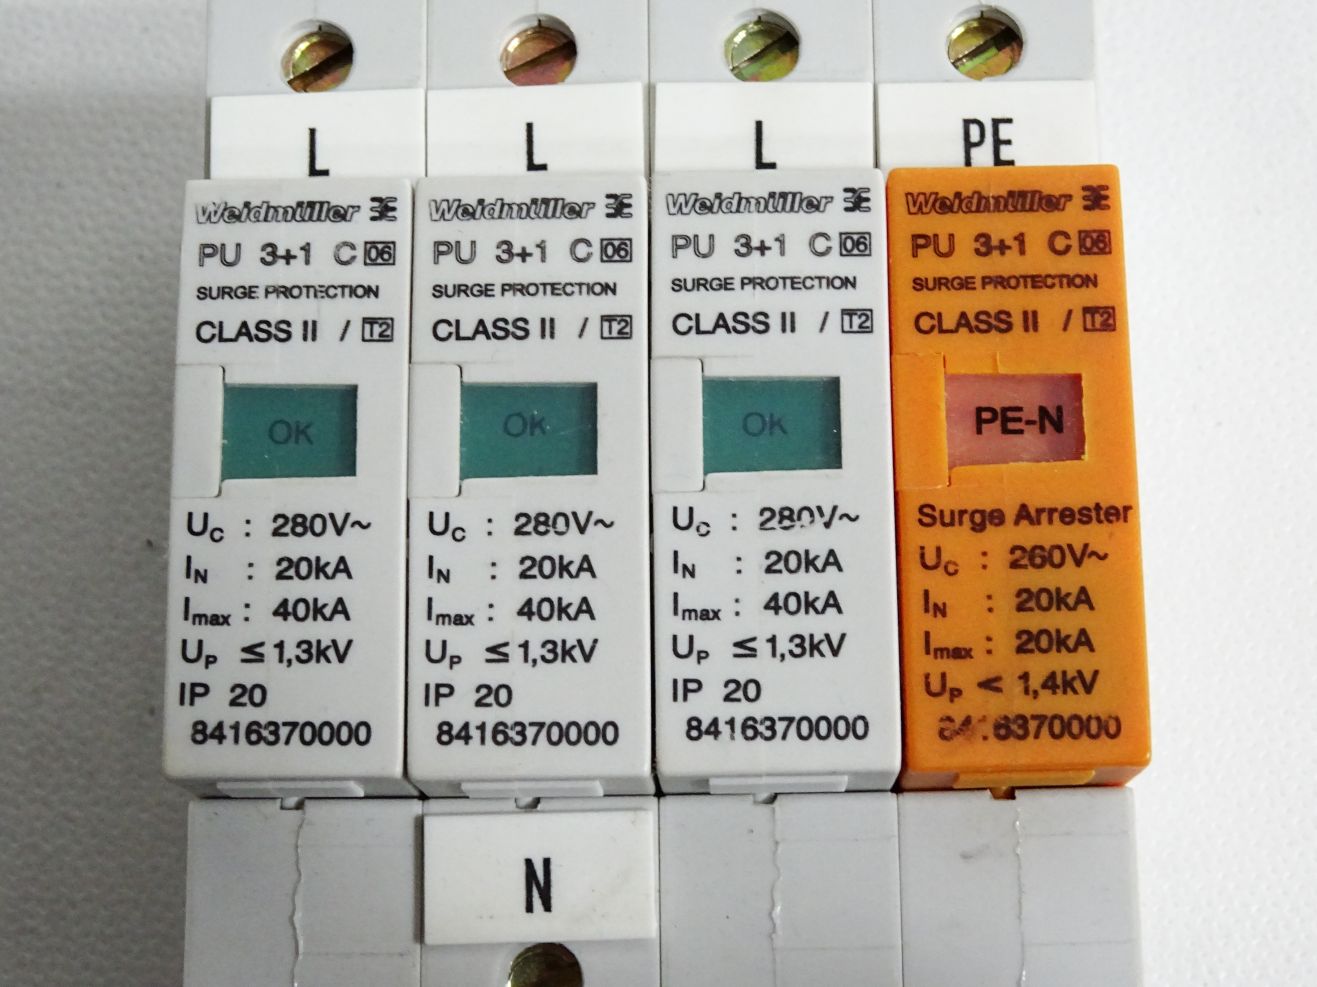 L
L
L
PE
Weidmüller
PU 3+1 C 06
SURGE PROTECTION
CLASS II / T2
OK
UC : 280V~
IN : 20kA
Imax : 40kA
UP ≤ 1,3kV
IP 20
8416370000
Weidmüller
PU 3+1 C 06
SURGE PROTECTION
CLASS II / T2
OK
UC : 280V~
IN : 20kA
Imax : 40kA
UP ≤ 1,3kV
IP 20
8416370000
Weidmüller
PU 3+1 C 06
SURGE PROTECTION
CLASS II / T2
OK
UC : 280V~
IN : 20kA
Imax : 40kA
UP ≤ 1,3kV
IP 20
8416370000
Weidmüller
PU 3+1 C 06
SURGE PROTECTION
CLASS II / T2
PE-N
Surge Arrester
UC : 260V~
IN : 20kA
Imax : 20kA
UP < 1,4kV
8416370000
N